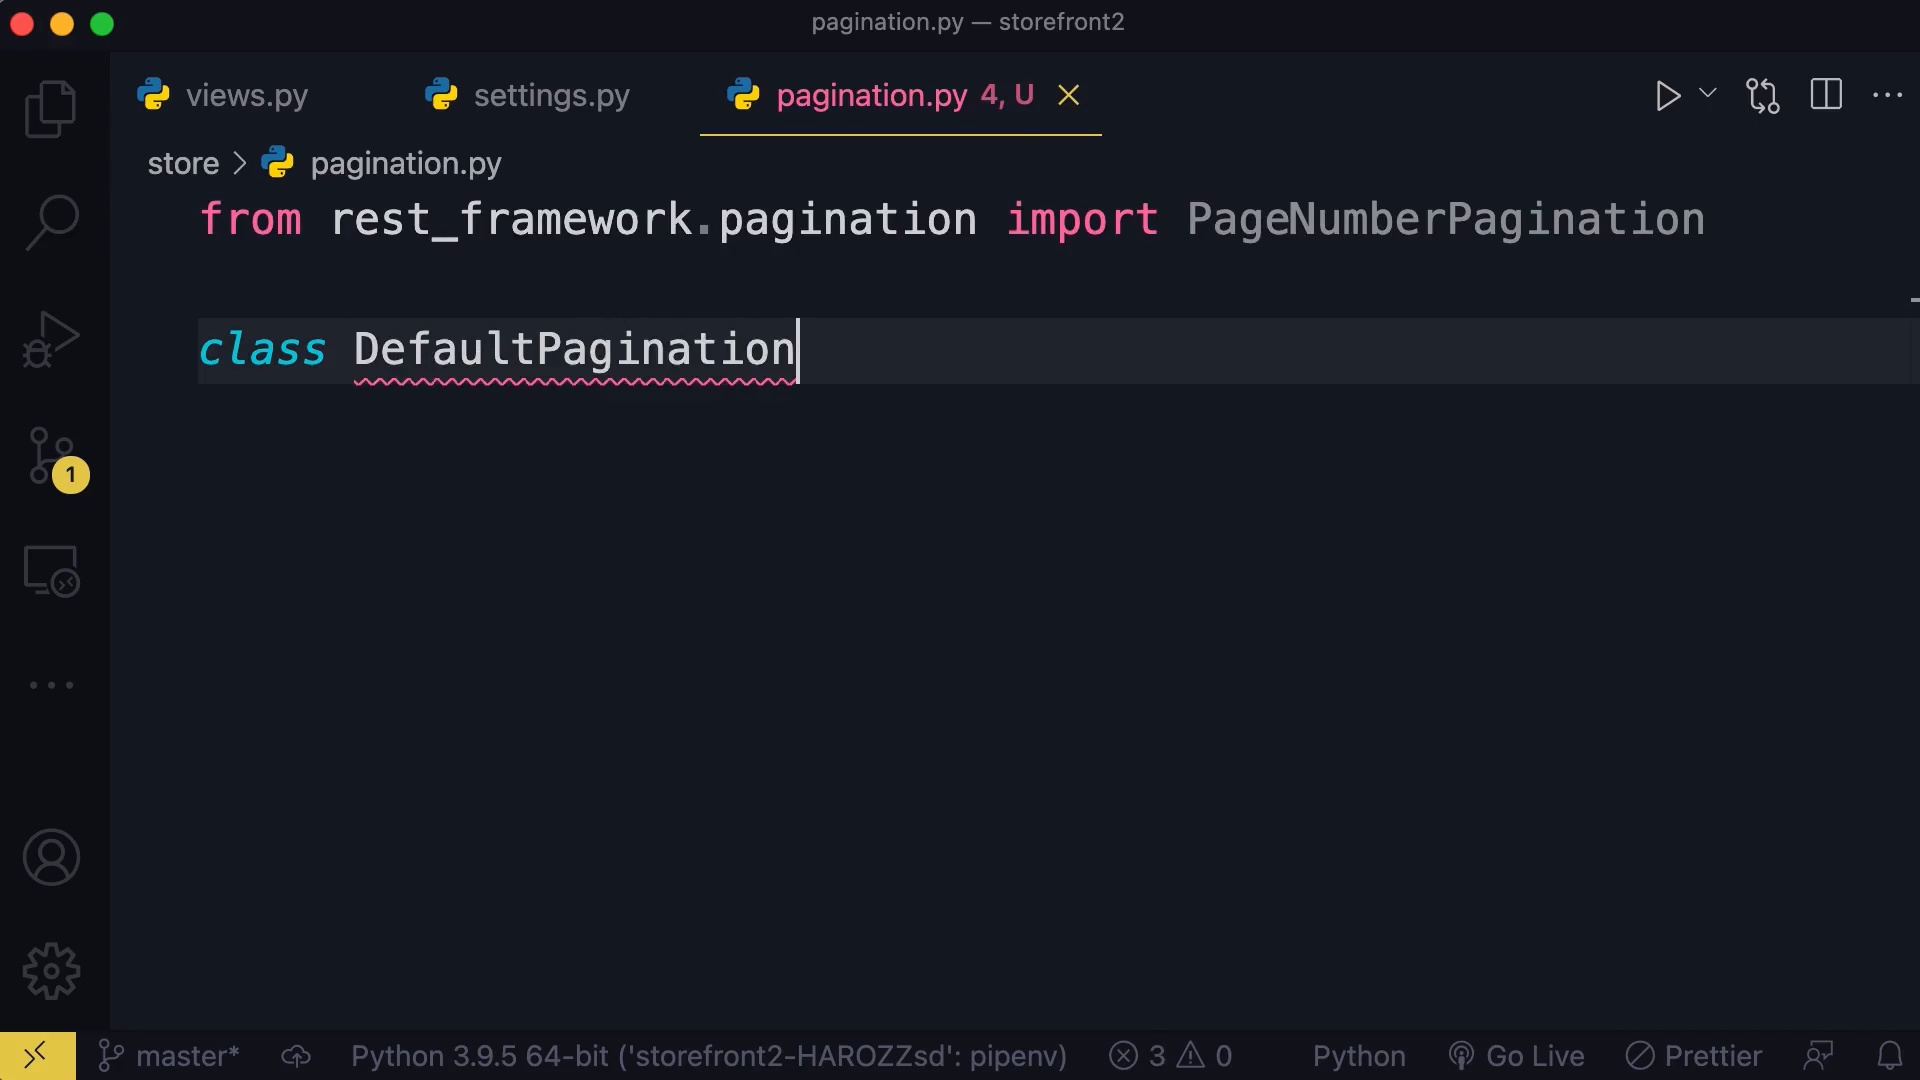 pagination.py — storefront2
views.py settings.py pagination.py 4, U
store > pagination.py
from rest_framework.pagination import PageNumberPagination
class DefaultPagination
1
master* Python 3.9.5 64-bit ('storefront2-HAROZZsd': pipenv) 3 0 Python Go Live Prettier